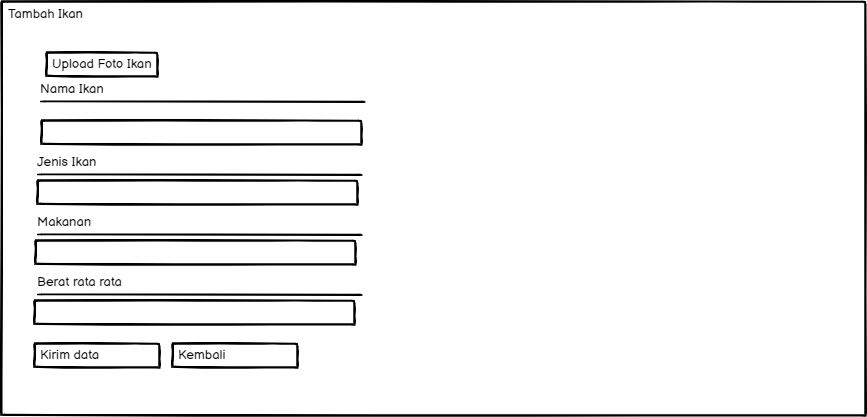 Tambah Ikan
Upload Foto Ikan
Nama Ikan
Jenis Ikan
Makanan
Berat rata rata
Kirim data
Kembali